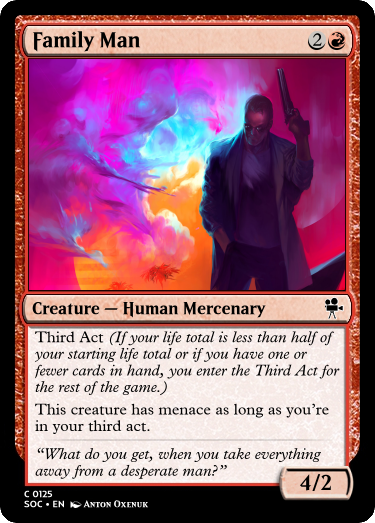 Family Man 2
Creature — Human Mercenary
Third Act (If your life total is less than half of
your starting life total or if you have one or
fewer cards in hand, you enter the Third Act for
the rest of the game.)
This creature has menace as long as you're
in your third act.
"What do you get, when you take everything
away from a desperate man?"
4/2
C 0125
SOC • EN Anton Oxenuk